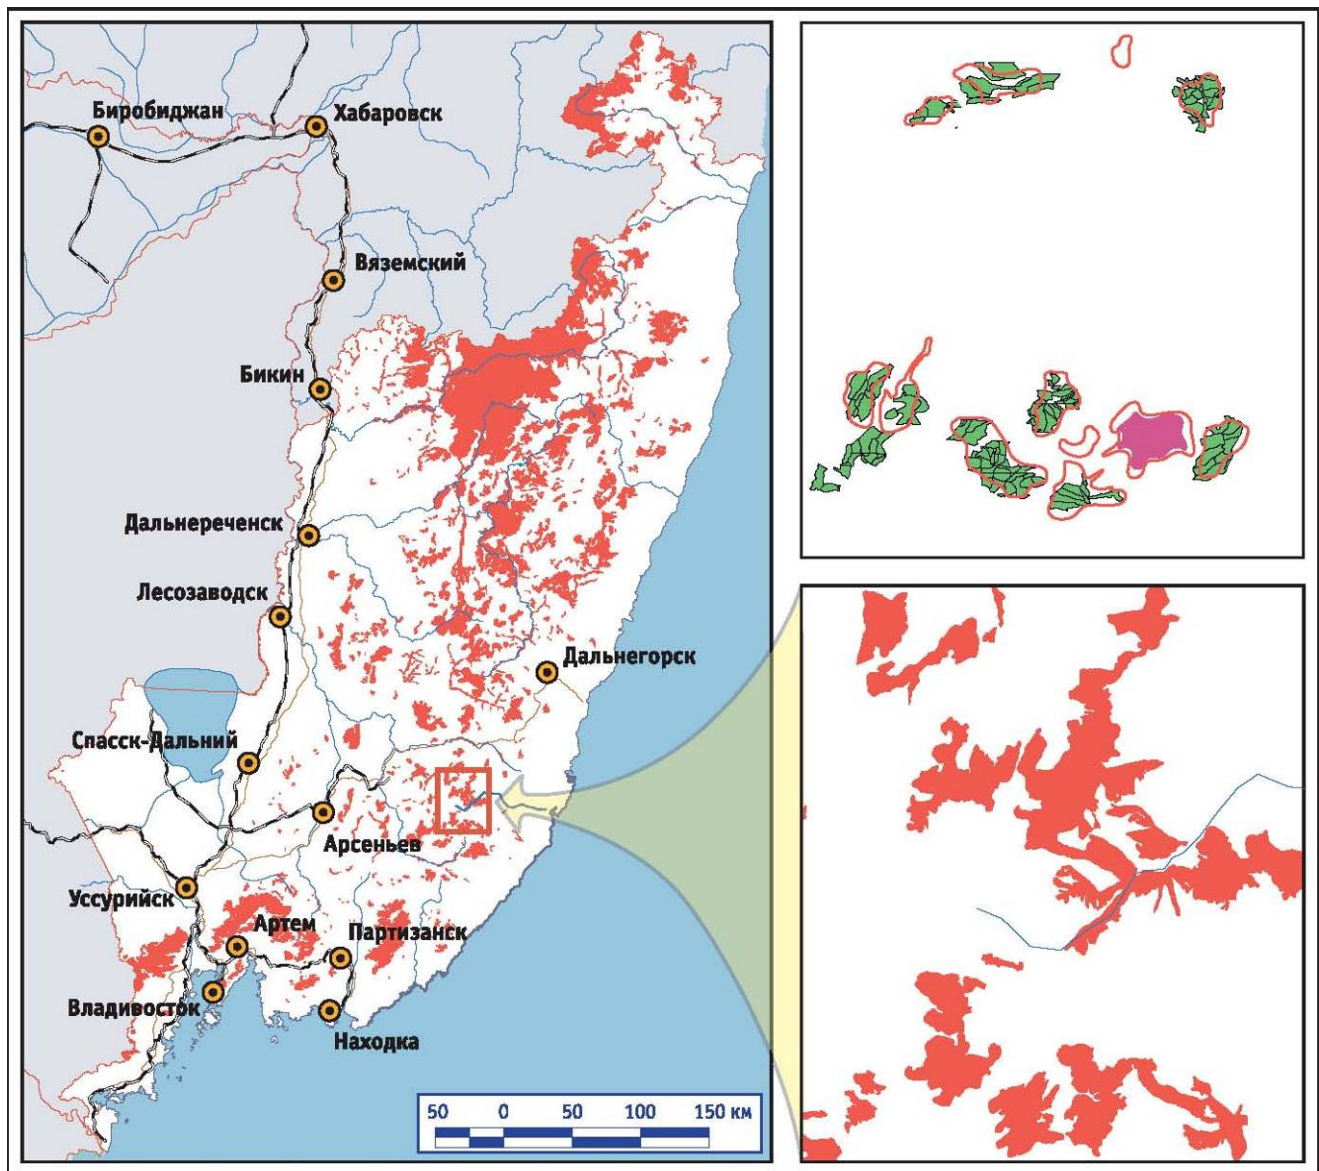 Биробиджан
Хабаровск
Вяземский
Бикин
Дальнереченск
Лесозаводск
Дальнегорск
Спасск-Дальний
Арсеньев
Уссурийск
Артем
Партизанск
Владивосток
Находка
50 0 50 100 150 км